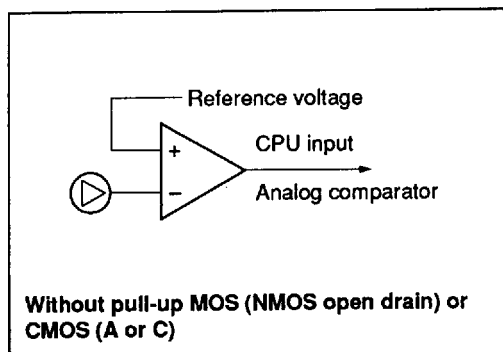 Reference voltage
+
CPU input
−
Analog comparator
Without pull-up MOS (NMOS open drain) or
CMOS (A or C)